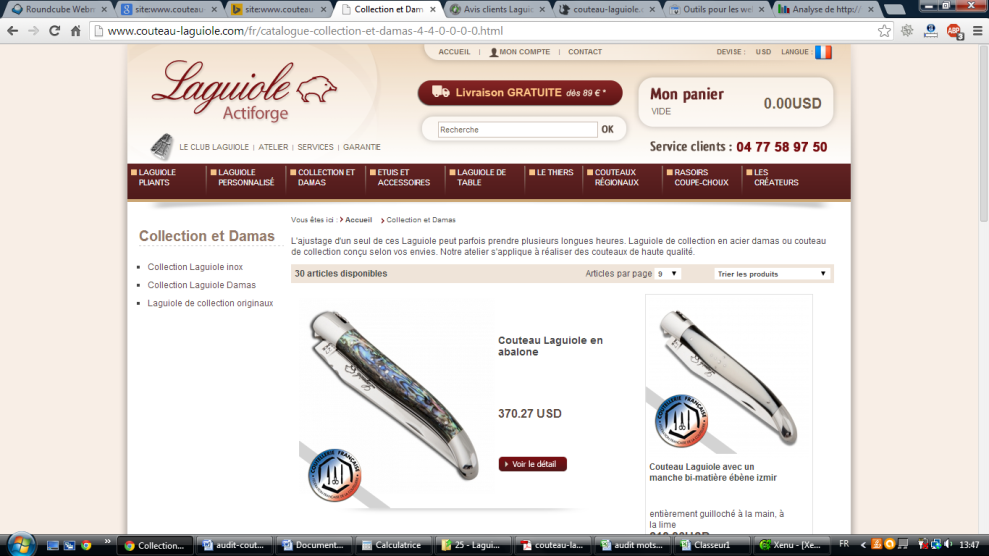 Roundcube Webm
site:www.couteau-
site:www.couteau
Collection et Dam
Avis clients Laguio
couteau-laguiole.c
Outils pour les wel
Analyse de http://
www.couteau-laguiole.com/fr/catalogue-collection-et-damas-4-4-0-0-0-0.html
ACCUEIL | MON COMPTE | CONTACT
DEVISE : USD LANGUE :
Laguiole
Actiforge
Livraison GRATUITE dès 89 € *
Recherche OK
Mon panier
VIDE
0.00USD
LE CLUB LAGUIOLE | ATELIER | SERVICES | GARANTIE
Service clients : 04 77 58 97 50
LAGUIOLE PLIANTS
LAGUIOLE PERSONNALISÉ
COLLECTION ET DAMAS
ETUIS ET ACCESSOIRES
LAGUIOLE DE TABLE
LE THIERS
COUTEAUX RÉGIONAUX
RASOIRS COUPE-CHOUX
LES CRÉATEURS
Vous êtes ici : > Accueil > Collection et Damas
Collection et Damas
Collection Laguiole inox
Collection Laguiole Damas
Laguiole de collection originaux
L'ajustage d'un seul de ces Laguiole peut parfois prendre plusieurs longues heures. Laguiole de collection en acier damas ou couteau
de collection conçu selon vos envies. Notre atelier s'applique à réaliser des couteaux de haute qualité.
30 articles disponibles
Articles par page 9
Trier les produits
Couteau Laguiole en
abalone
370.27 USD
Voir le détail
COUTELLERIE FRANÇAISE
COUTELLERIE FRANÇAISE
Couteau Laguiole avec un
manche bi-matière ébène izmir
entièrement guilloché à la main, à
la lime
Collection...
audit-cout...
Document...
Calculatrice
25 - Lagui...
couteau-la...
audit mots...
Classeur1
Xenu - [Xe...
FR
13:47